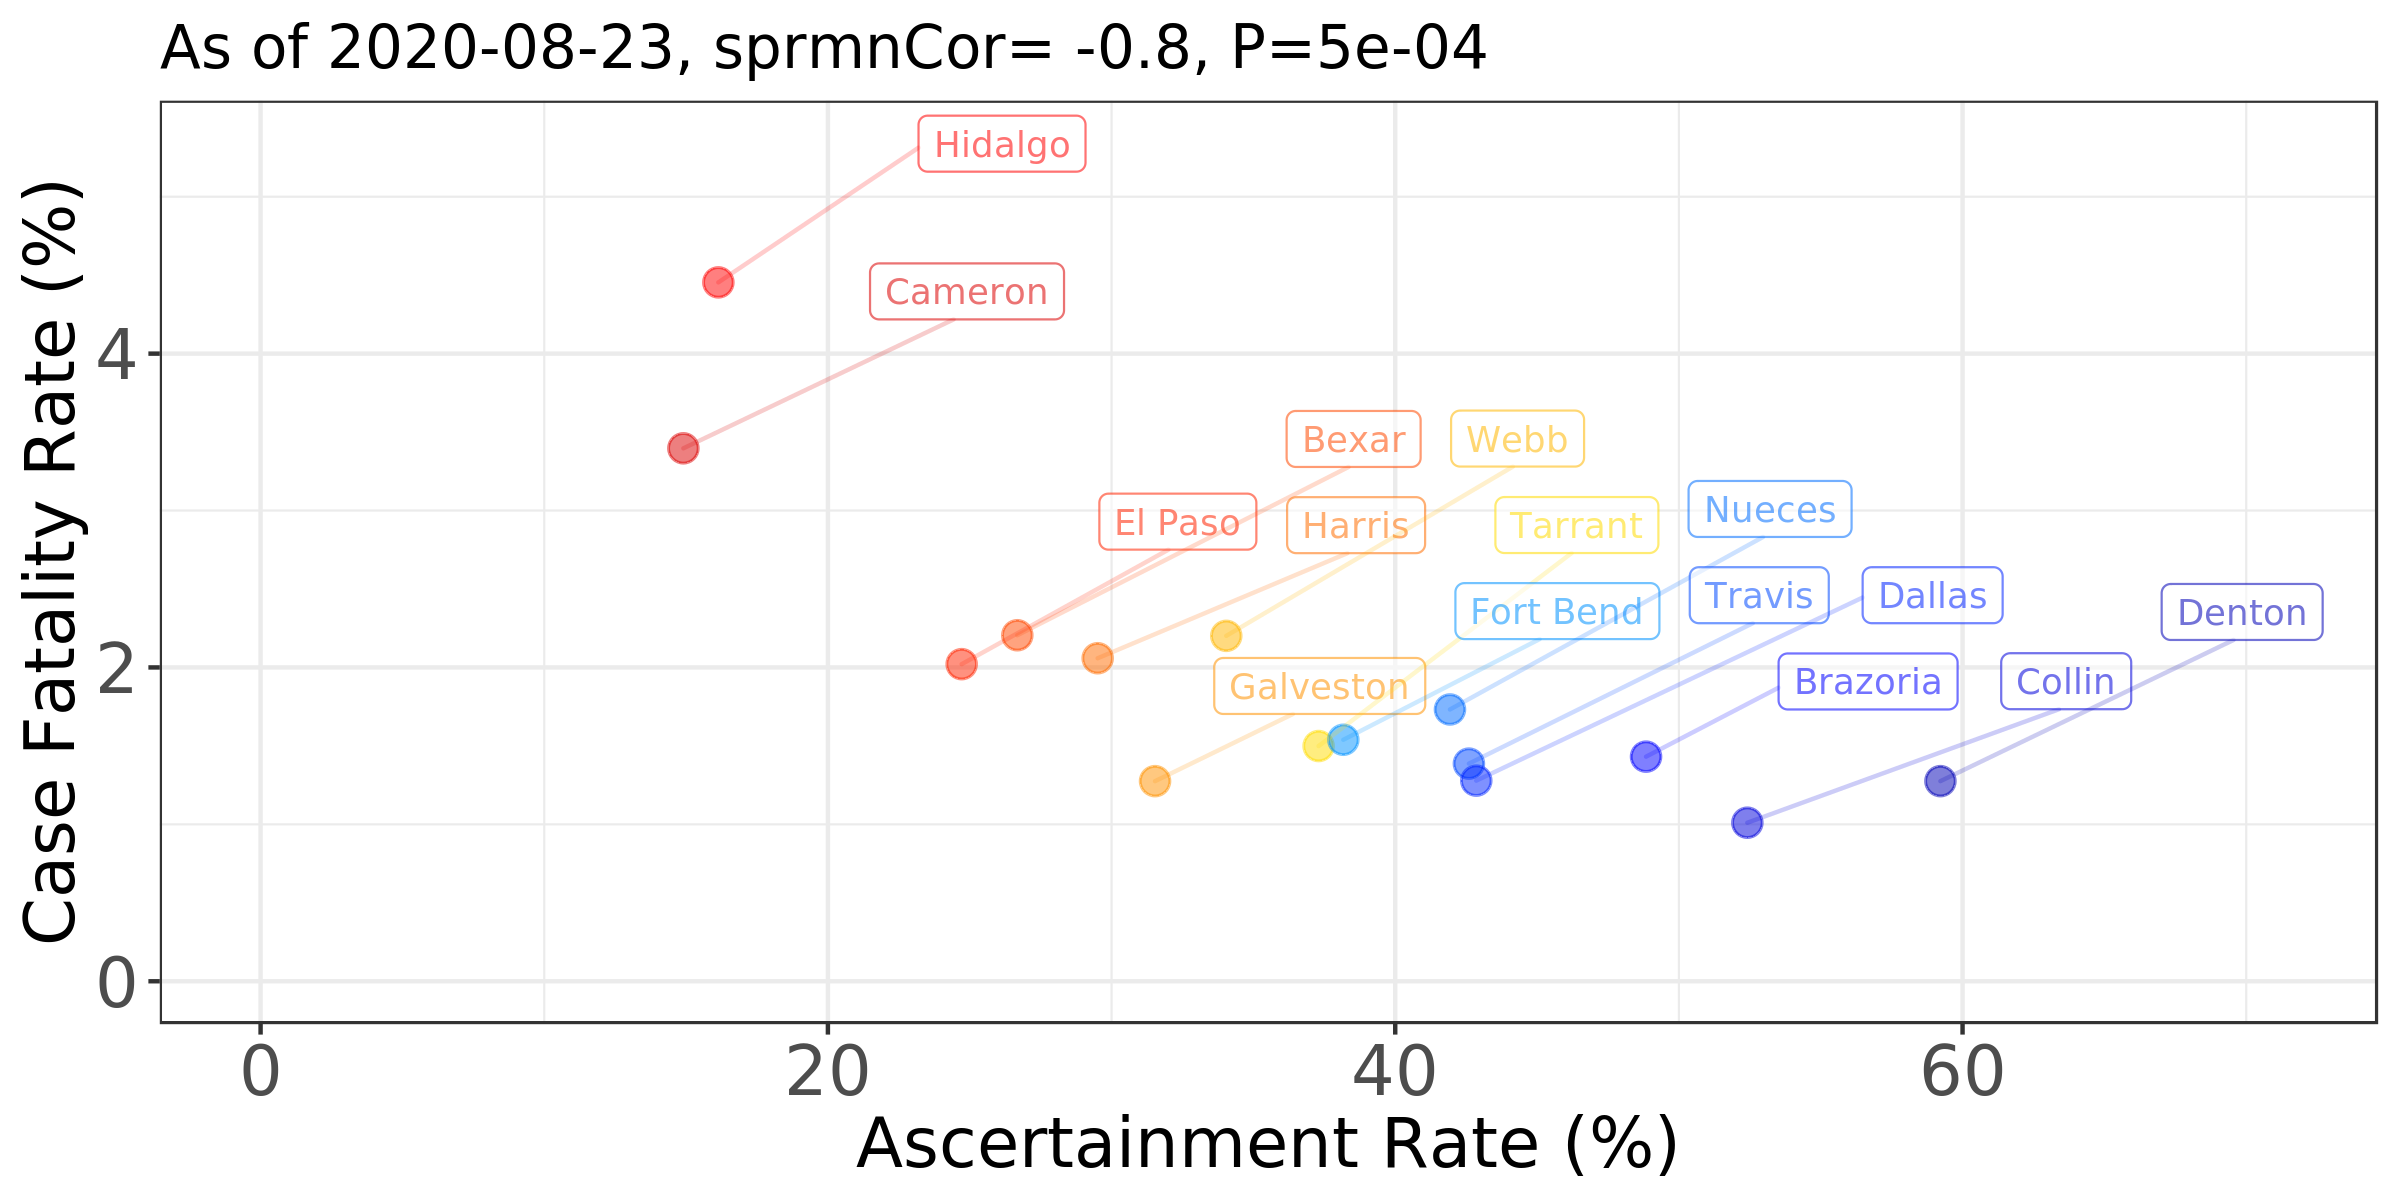 As of 2020-08-23, sprmnCor= -0.8, P=5e-04
Case Fatality Rate (%)
4
2
0
Hidalgo
Cameron
Bexar
Webb
El Paso
Harris
Tarrant
Nueces
Fort Bend
Travis
Dallas
Denton
Galveston
Brazoria
Collin
0
20
40
60
Ascertainment Rate (%)